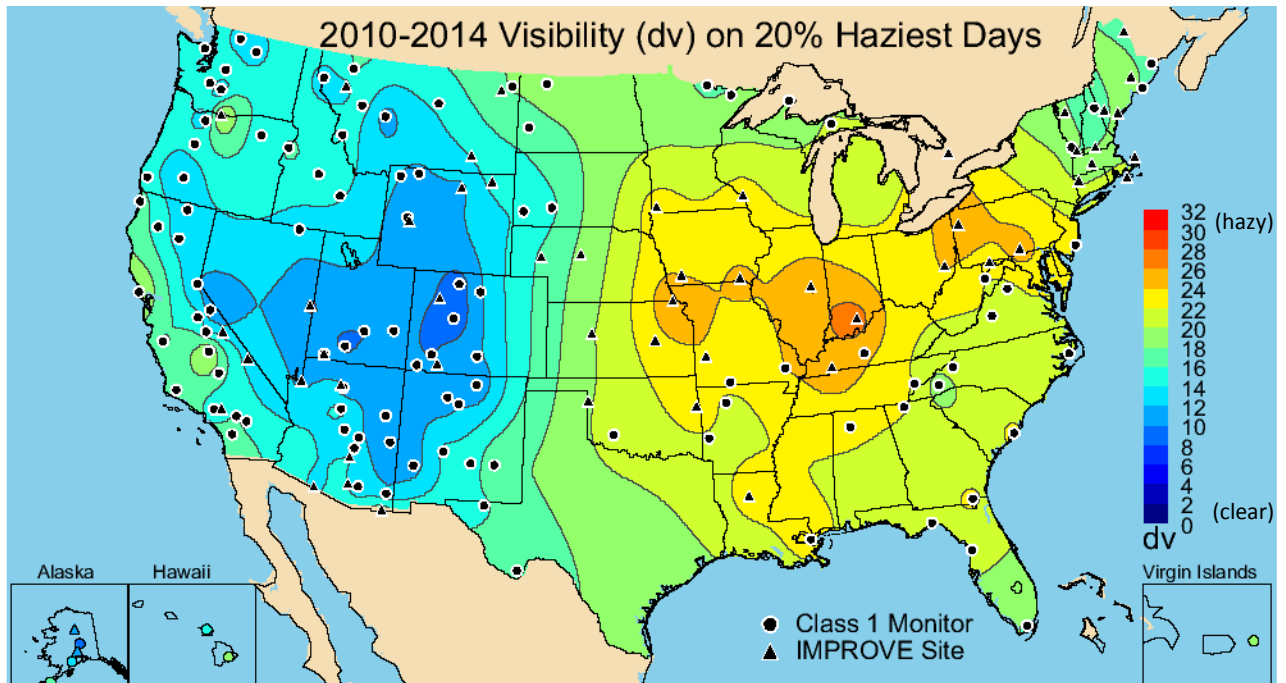 2010-2014 Visibility (dv) on 20% Haziest Days
32 (hazy)
30
28
26
24
22
20
18
16
14
12
10
8
6
4
2
0 (clear)
dv
Alaska
Hawaii
Virgin Islands
Class 1 Monitor
IMPROVE Site